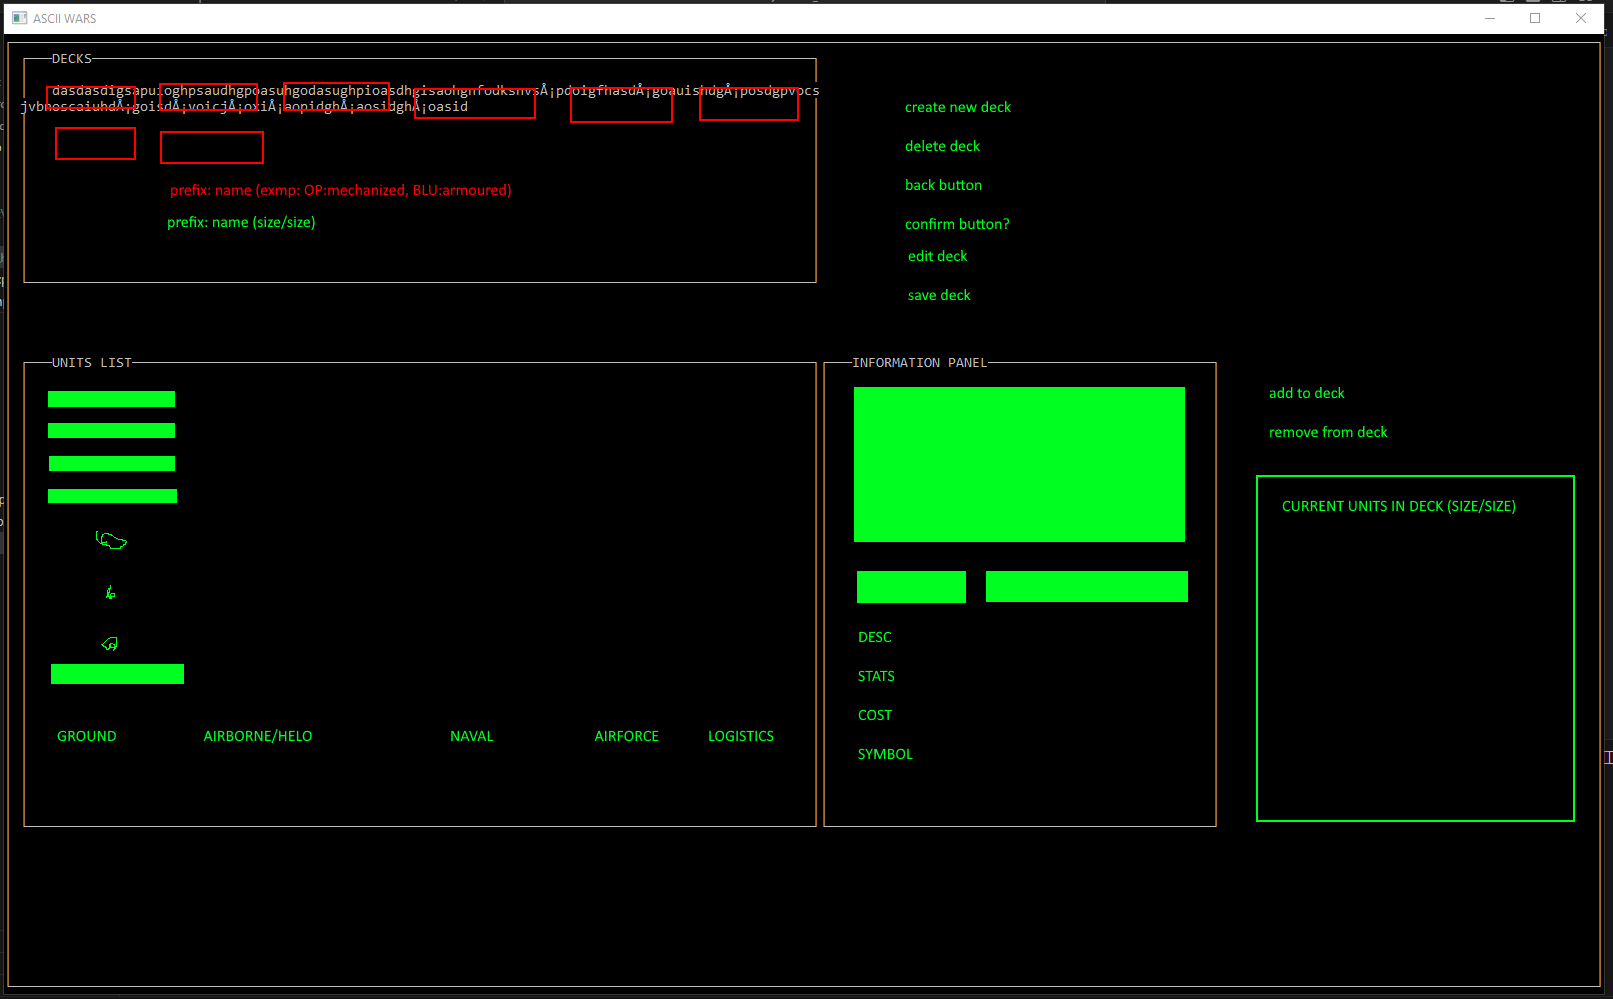 ASCII WARS
DECKS
dasdasdigsapuioghpsaudhgpoasuhgodasughpioasdhgisaohgnfodksnvsÅ¡pdoigfhasdÅ¡goauishdgÅ¡posdgpvocs
jvbnoscaiuhdÅ¡goisdÅ¡voicjÅ¡oxiÅ¡aopidghÅ¡aosidghÅ¡oasid
prefix: name (exmp: OP:mechanized, BLU:armoured)
prefix: name (size/size)
create new deck
delete deck
back button
confirm button?
edit deck
save deck
UNITS LIST
GROUND
AIRBORNE/HELO
NAVAL
AIRFORCE
LOGISTICS
INFORMATION PANEL
DESC
STATS
COST
SYMBOL
add to deck
remove from deck
CURRENT UNITS IN DECK (SIZE/SIZE)